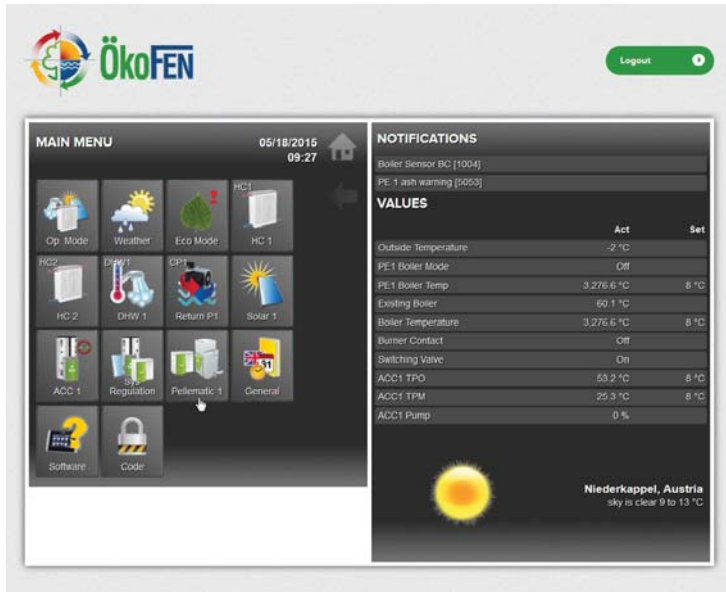 ÖkoFEN
Logout
MAIN MENU
05/18/2015
09:27
Op. Mode
Weather
Eco Mode
HC1
HC 1
HC2
HC 2
DHW1
DHW 1
CP1
Return P1
Solar 1
ACC 1
Sys
Regulation
Pellematic 1
31
General
Software
Code
NOTIFICATIONS
Boiler Sensor BC [1004]
PE 1 ash warning [5053]
VALUES
Act Set
Outside Temperature -2 °C
PE1 Boiler Mode Off
PE1 Boiler Temp 3,276.6 °C 8 °C
Existing Boiler 60.1 °C
Boiler Temperature 3,276.6 °C 8 °C
Burner Contact Off
Switching Valve On
ACC1 TPO 53.2 °C 8 °C
ACC1 TPM 25.3 °C 8 °C
ACC1 Pump 0 %
Niederkappel, Austria
sky is clear 9 to 13 °C